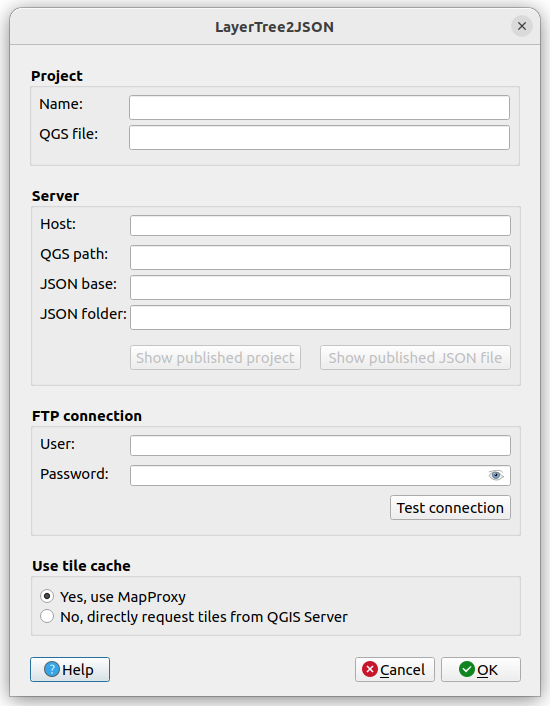 LayerTree2JSON
Project
Name:
QGS file:
Server
Host:
QGS path:
JSON base:
JSON folder:
Show published project Show published JSON file
FTP connection
User:
Password:
Test connection
Use tile cache
Yes, use MapProxy
No, directly request tiles from QGIS Server
? Help Cancel OK